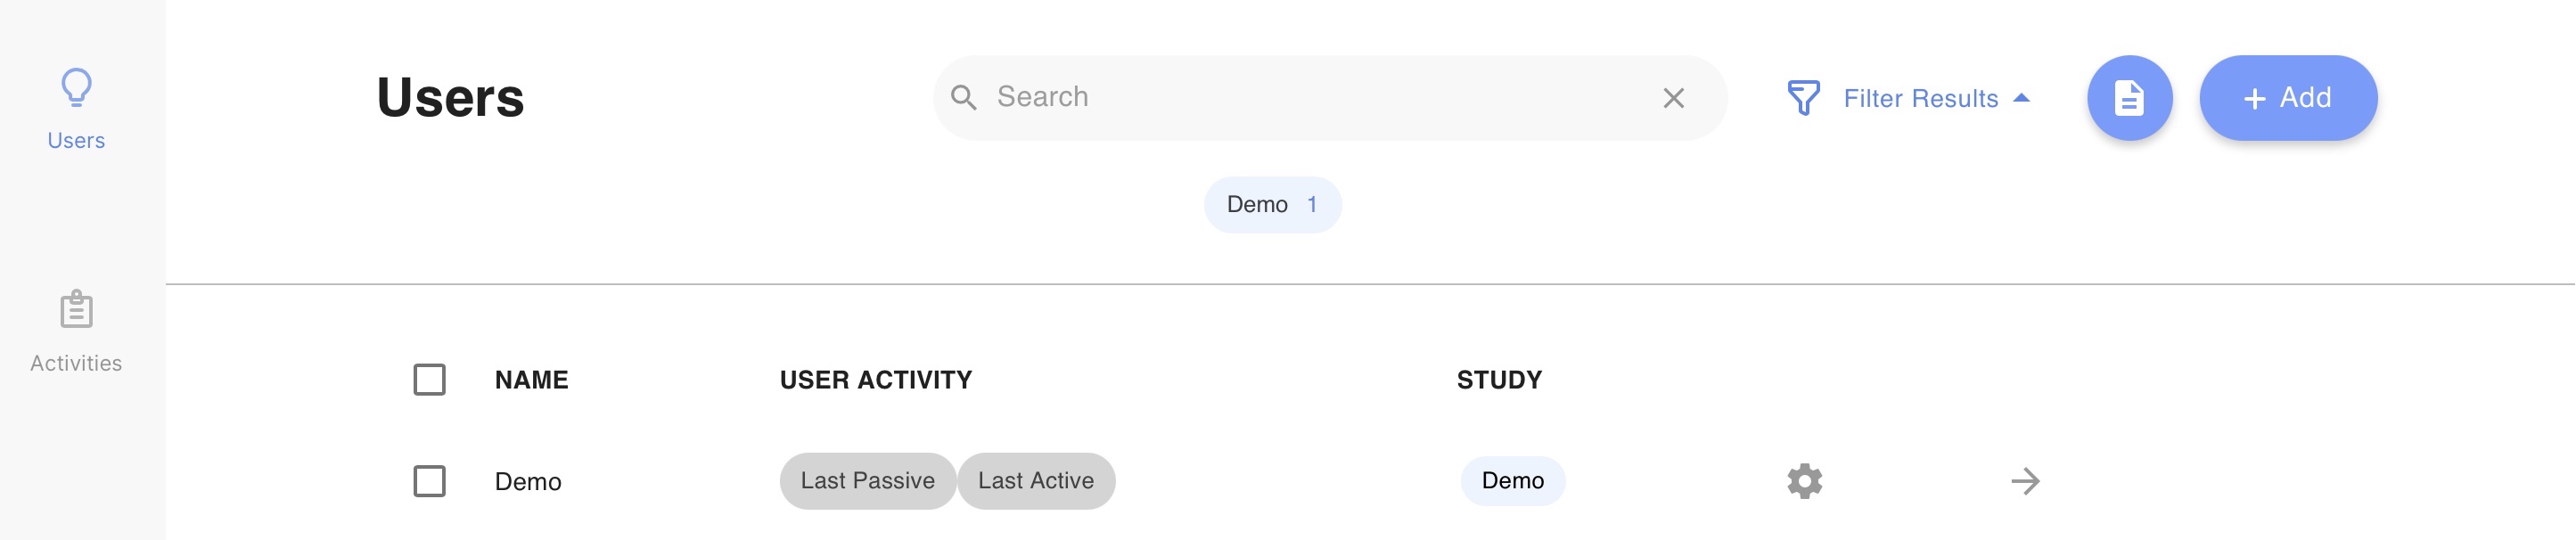 Users
Activities
Users
Search
Filter Results
Add
Demo 1
NAME USER ACTIVITY STUDY
Demo Last Passive Last Active Demo